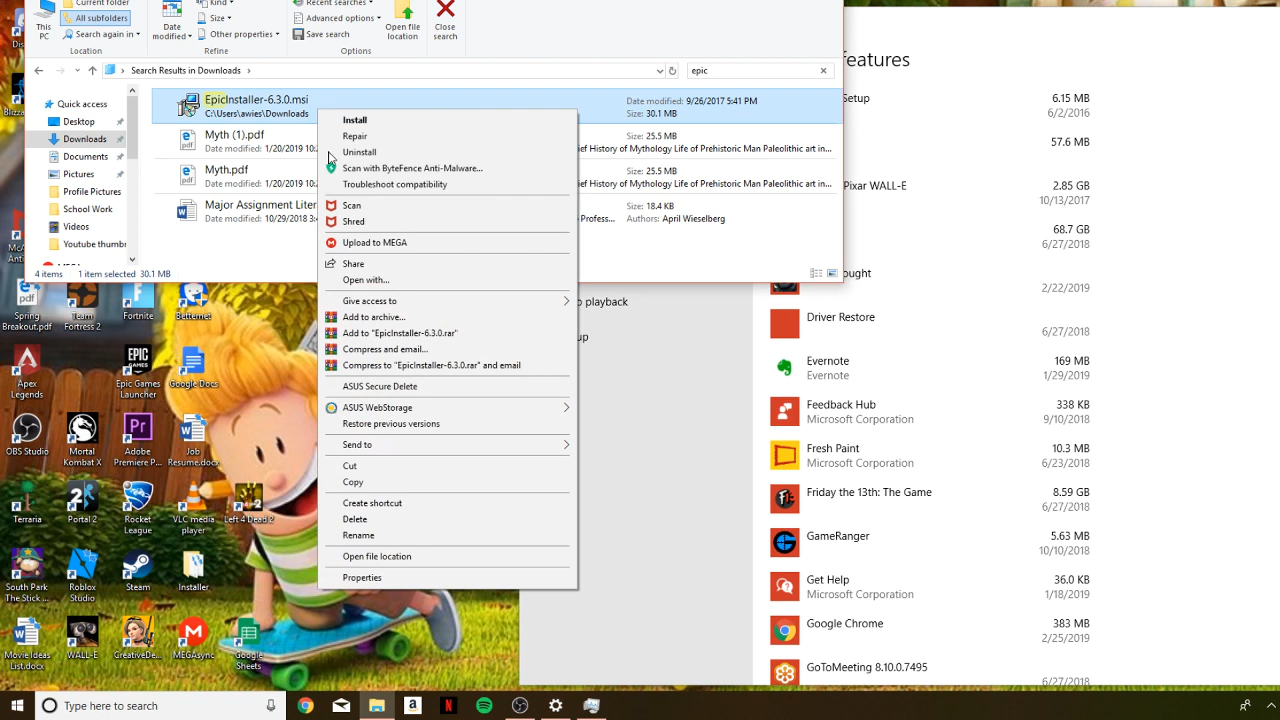 Current folder
All subfolders
Search again in
This PC
Location
Date modified
Kind
Size
Other properties
Refine
Recent searches
Advanced options
Save search
Options
Open file location
Close search
Search Results in Downloads
epic
Quick access
Desktop
Downloads
Documents
Pictures
Profile Pictures
School Work
Videos
Youtube thumb
EpicInstaller-6.3.0.msi
C:\Users\awies\Downloads
Date modified: 9/26/2017 5:41 PM
Size: 30.1 MB
Myth (1).pdf
Date modified: 1/20/2019 10:
Size: 25.5 MB
ief History of Mythology Life of Prehistoric Man Paleolithic art in...
Myth.pdf
Date modified: 1/20/2019 10:
Size: 25.5 MB
ief History of Mythology Life of Prehistoric Man Paleolithic art in...
Major Assignment Liter
Date modified: 10/29/2018 3:4
Size: 18.4 KB
Profess...
Authors: April Wieselberg
4 items
1 item selected 30.1 MB
Install
Repair
Uninstall
Scan with ByteFence Anti-Malware...
Troubleshoot compatibility
Scan
Shred
Upload to MEGA
Share
Open with...
Give access to
Add to archive...
Add to "EpicInstaller-6.3.0.rar"
Compress and email...
Compress to "EpicInstaller-6.3.0.rar" and email
ASUS Secure Delete
ASUS WebStorage
Restore previous versions
Send to
Cut
Copy
Create shortcut
Delete
Rename
Open file location
Properties
features
Setup
6.15 MB
6/2/2016
57.6 MB
Pixar WALL-E
2.85 GB
10/13/2017
68.7 GB
6/27/2018
ought
2/22/2019
Driver Restore
6/27/2018
Evernote
169 MB
Evernote
1/29/2019
Feedback Hub
338 KB
Microsoft Corporation
9/10/2018
Fresh Paint
10.3 MB
Microsoft Corporation
6/23/2018
Friday the 13th: The Game
8.59 GB
6/27/2018
GameRanger
5.63 MB
10/10/2018
Get Help
36.0 KB
Microsoft Corporation
1/18/2019
Google Chrome
383 MB
2/25/2019
GoToMeeting 8.10.0.7495
6/27/2018
o playback
up
Spring Breakout.pdf
Team Fortress 2
Fortnite
Betternet
Apex Legends
Epic Games Launcher
Google Docs
OBS Studio
Mortal Kombat X
Adobe Premiere P...
Job Resume.docx
Terraria
Portal 2
Rocket League
VLC media player
Left 4 Dead 2
South Park The Stick ...
Roblox Studio
Steam
Installer
Movie Ideas List.docx
WALL-E
CreativeDe...
MEGAsync
Google Sheets
Type here to search